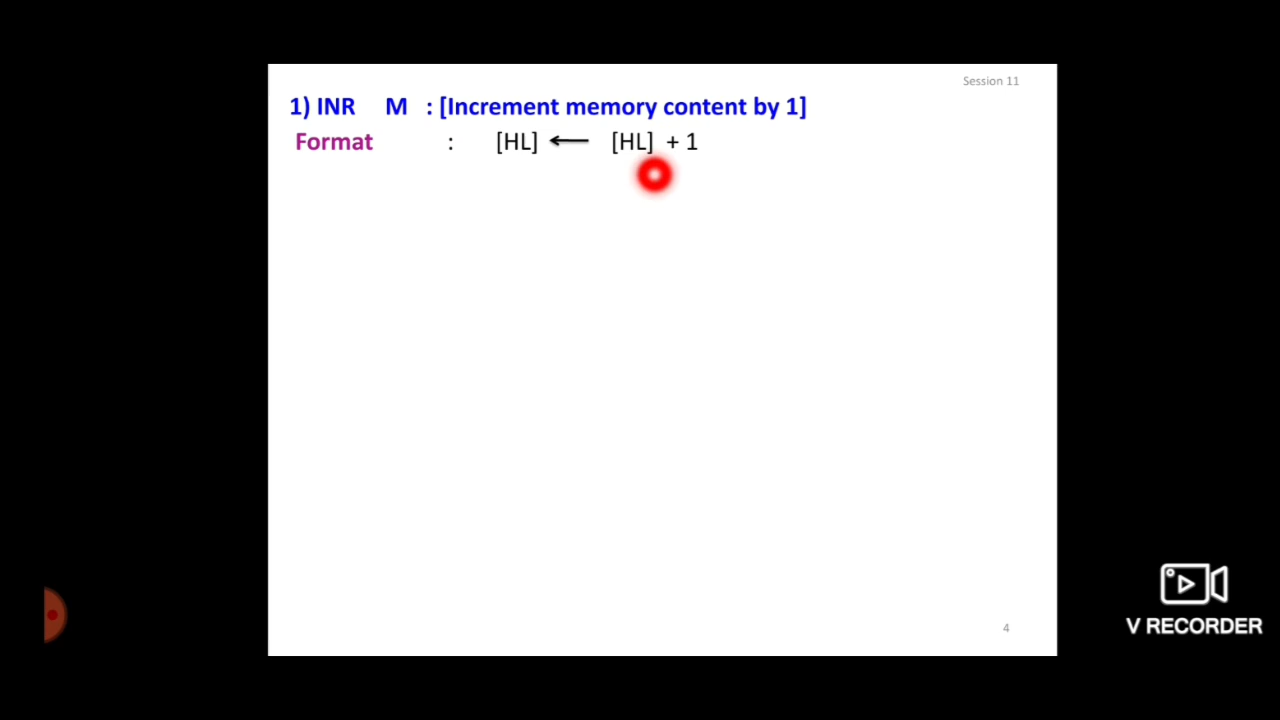 Session 11
1) INR M : [Increment memory content by 1]
Format : [HL] ← [HL] + 1
4
V RECORDER